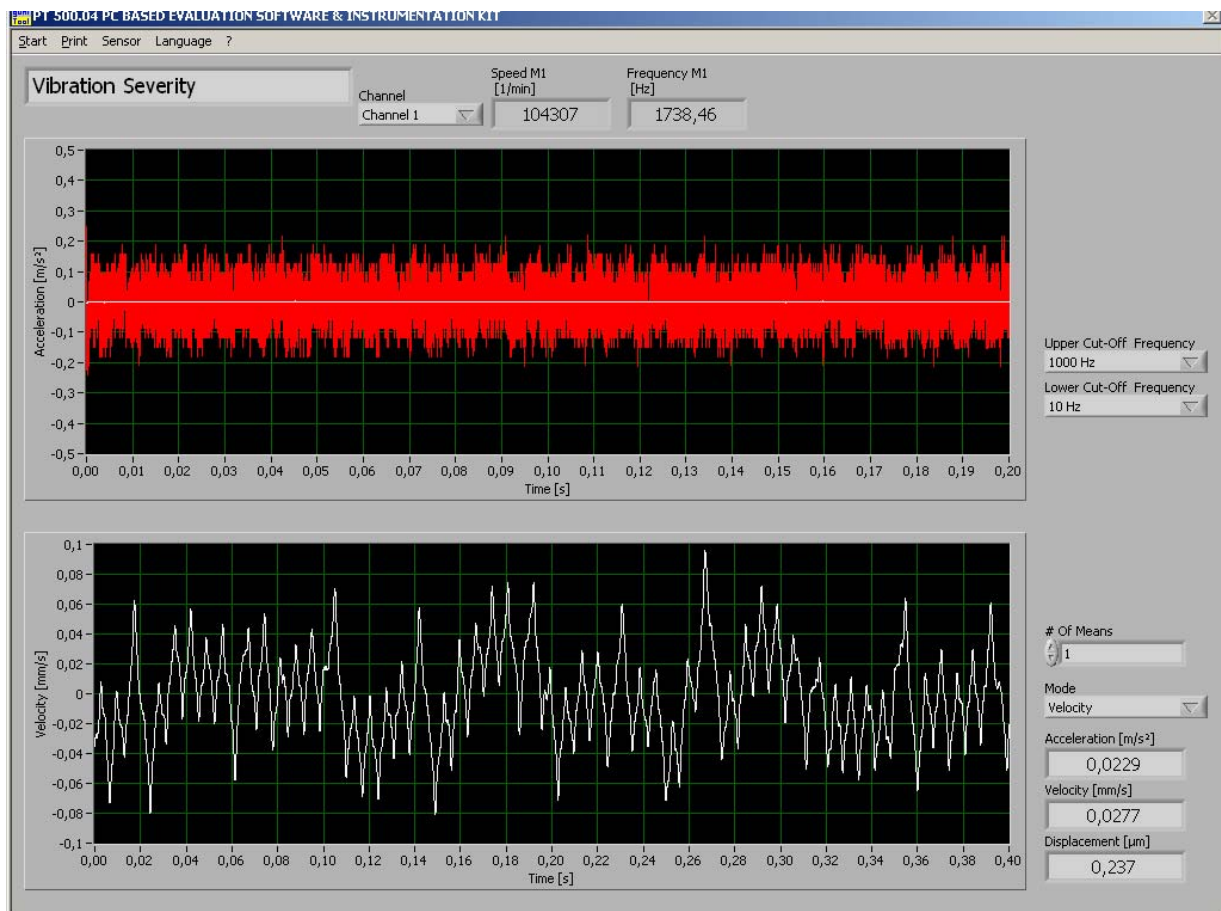 PT 500.04 PC BASED EVALUATION SOFTWARE & INSTRUMENTATION KIT
Start Print Sensor Language ?
Vibration Severity
Channel
Channel 1
Speed M1
[1/min]
104307
Frequency M1
[Hz]
1738,46
Acceleration [m/s²]
0,5
0,4
0,3
0,2
0,1
0
-0,1
-0,2
-0,3
-0,4
-0,5
0,00 0,01 0,02 0,03 0,04 0,05 0,06 0,07 0,08 0,09 0,10 0,11 0,12 0,13 0,14 0,15 0,16 0,17 0,18 0,19 0,20
Time [s]
Upper Cut-Off Frequency
1000 Hz
Lower Cut-Off Frequency
10 Hz
Velocity [mm/s]
0,1
0,08
0,06
0,04
0,02
0
-0,02
-0,04
-0,06
-0,08
-0,1
0,00 0,02 0,04 0,06 0,08 0,10 0,12 0,14 0,16 0,18 0,20 0,22 0,24 0,26 0,28 0,30 0,32 0,34 0,36 0,38 0,40
Time [s]
# Of Means
1
Mode
Velocity
Acceleration [m/s²]
0,0229
Velocity [mm/s]
0,0277
Displacement [µm]
0,237